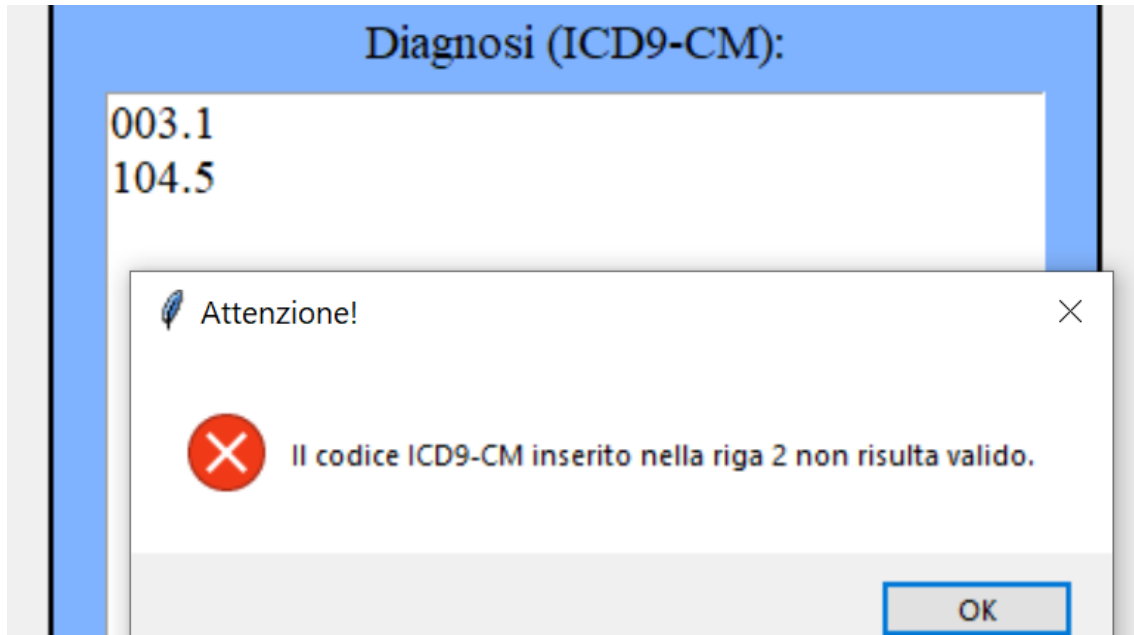 Diagnosi (ICD9-CM):
003.1
104.5
Attenzione!
Il codice ICD9-CM inserito nella riga 2 non risulta valido.
OK